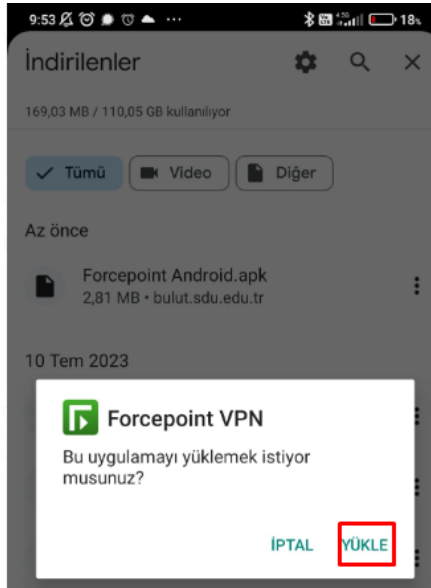 9:53
18
İndirilenler
169,03 MB / 110,05 GB kullanılıyor
Tümü
Video
Diğer
Az önce
Forcepoint Android.apk
2,81 MB • bulut.sdu.edu.tr
10 Tem 2023
Forcepoint VPN
Bu uygulamayı yüklemek istiyor
musunuz?
İPTAL
YÜKLE